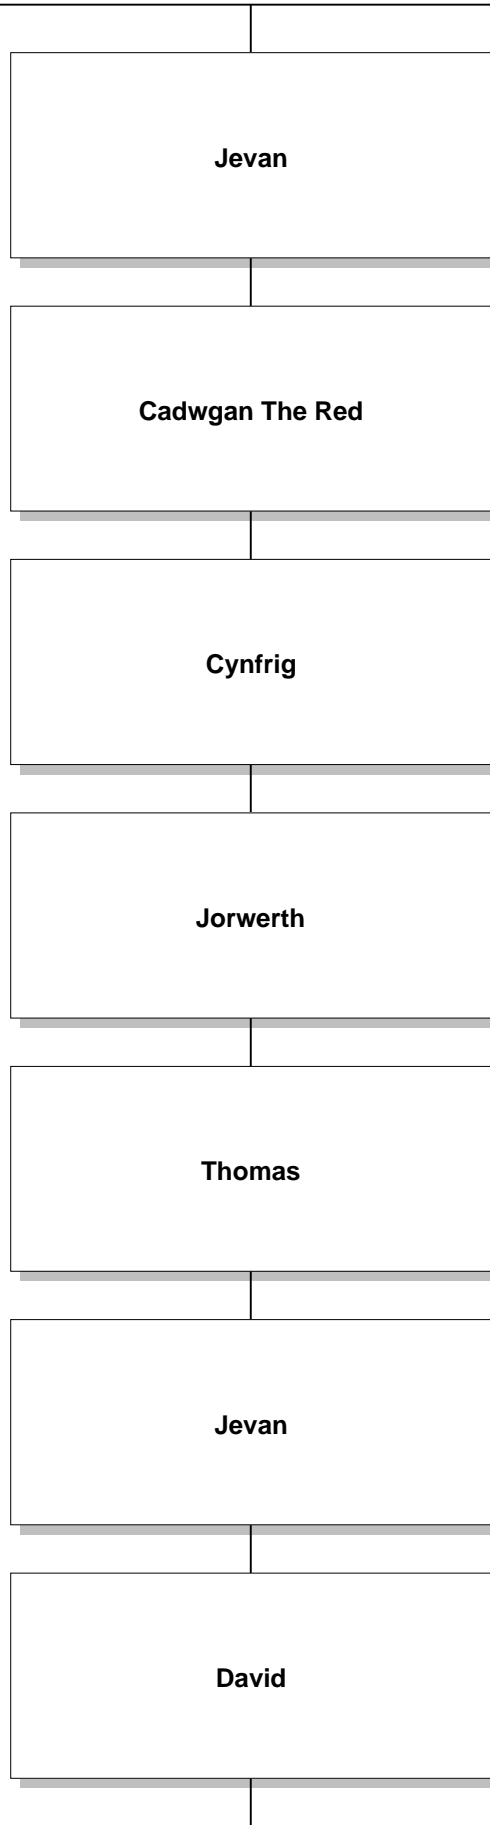 Jevan
Cadwgan The Red
Cynfrig
Jorwerth
Thomas
Jevan
David